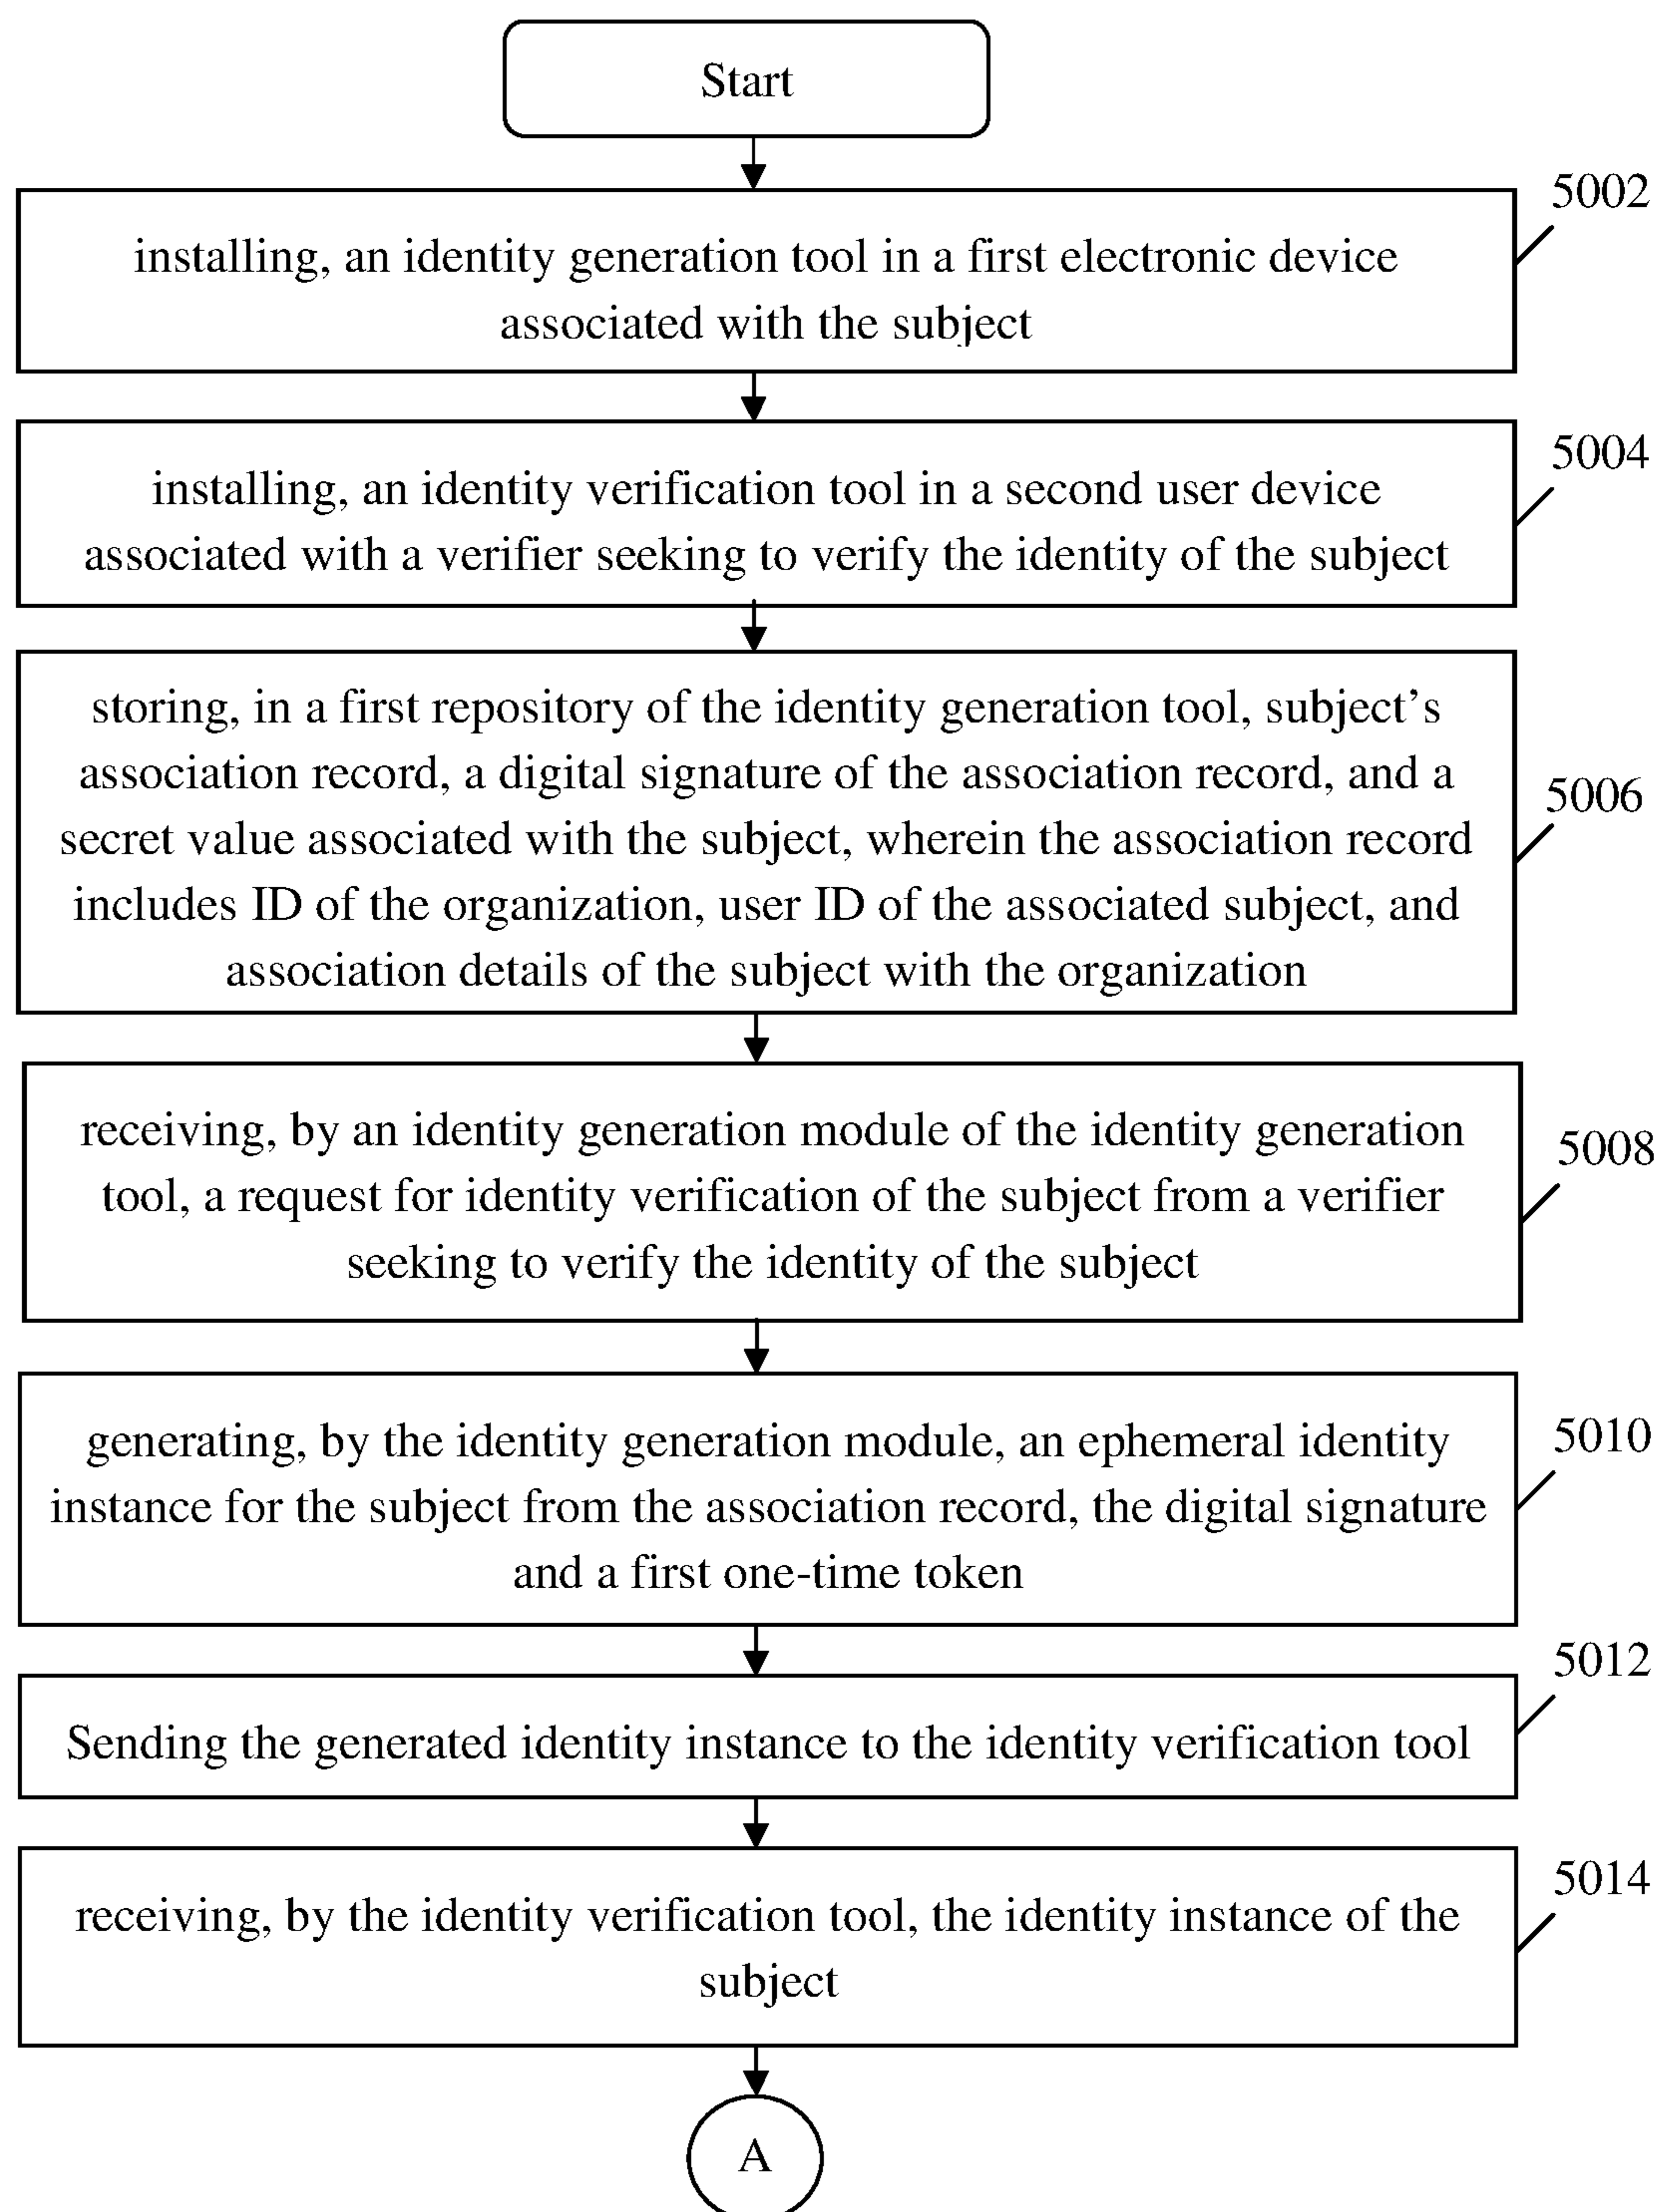 Start
5002
installing, an identity generation tool in a first electronic device
associated with the subject
5004
installing, an identity verification tool in a second user device
associated with a verifier seeking to verify the identity of the subject
5006
storing, in a first repository of the identity generation tool, subject’s
association record, a digital signature of the association record, and a
secret value associated with the subject, wherein the association record
includes ID of the organization, user ID of the associated subject, and
association details of the subject with the organization
5008
receiving, by an identity generation module of the identity generation
tool, a request for identity verification of the subject from a verifier
seeking to verify the identity of the subject
5010
generating, by the identity generation module, an ephemeral identity
instance for the subject from the association record, the digital signature
and a first one-time token
5012
Sending the generated identity instance to the identity verification tool
5014
receiving, by the identity verification tool, the identity instance of the
subject
A